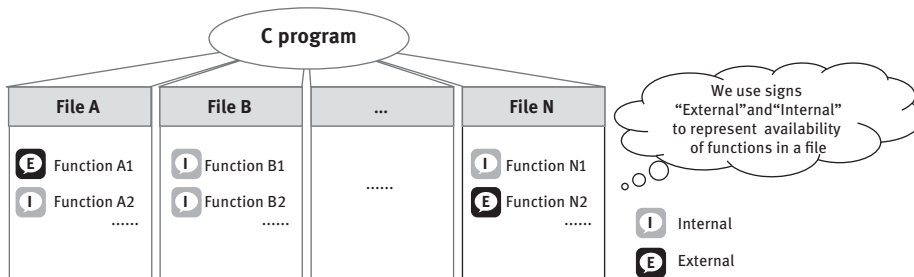 C program
File A
File B
...
File N
E Function A1
I Function A2
......
I Function B1
I Function B2
......
......
I Function N1
E Function N2
......
We use signs
“External”and“Internal”
to represent availability
of functions in a file
I Internal
E External